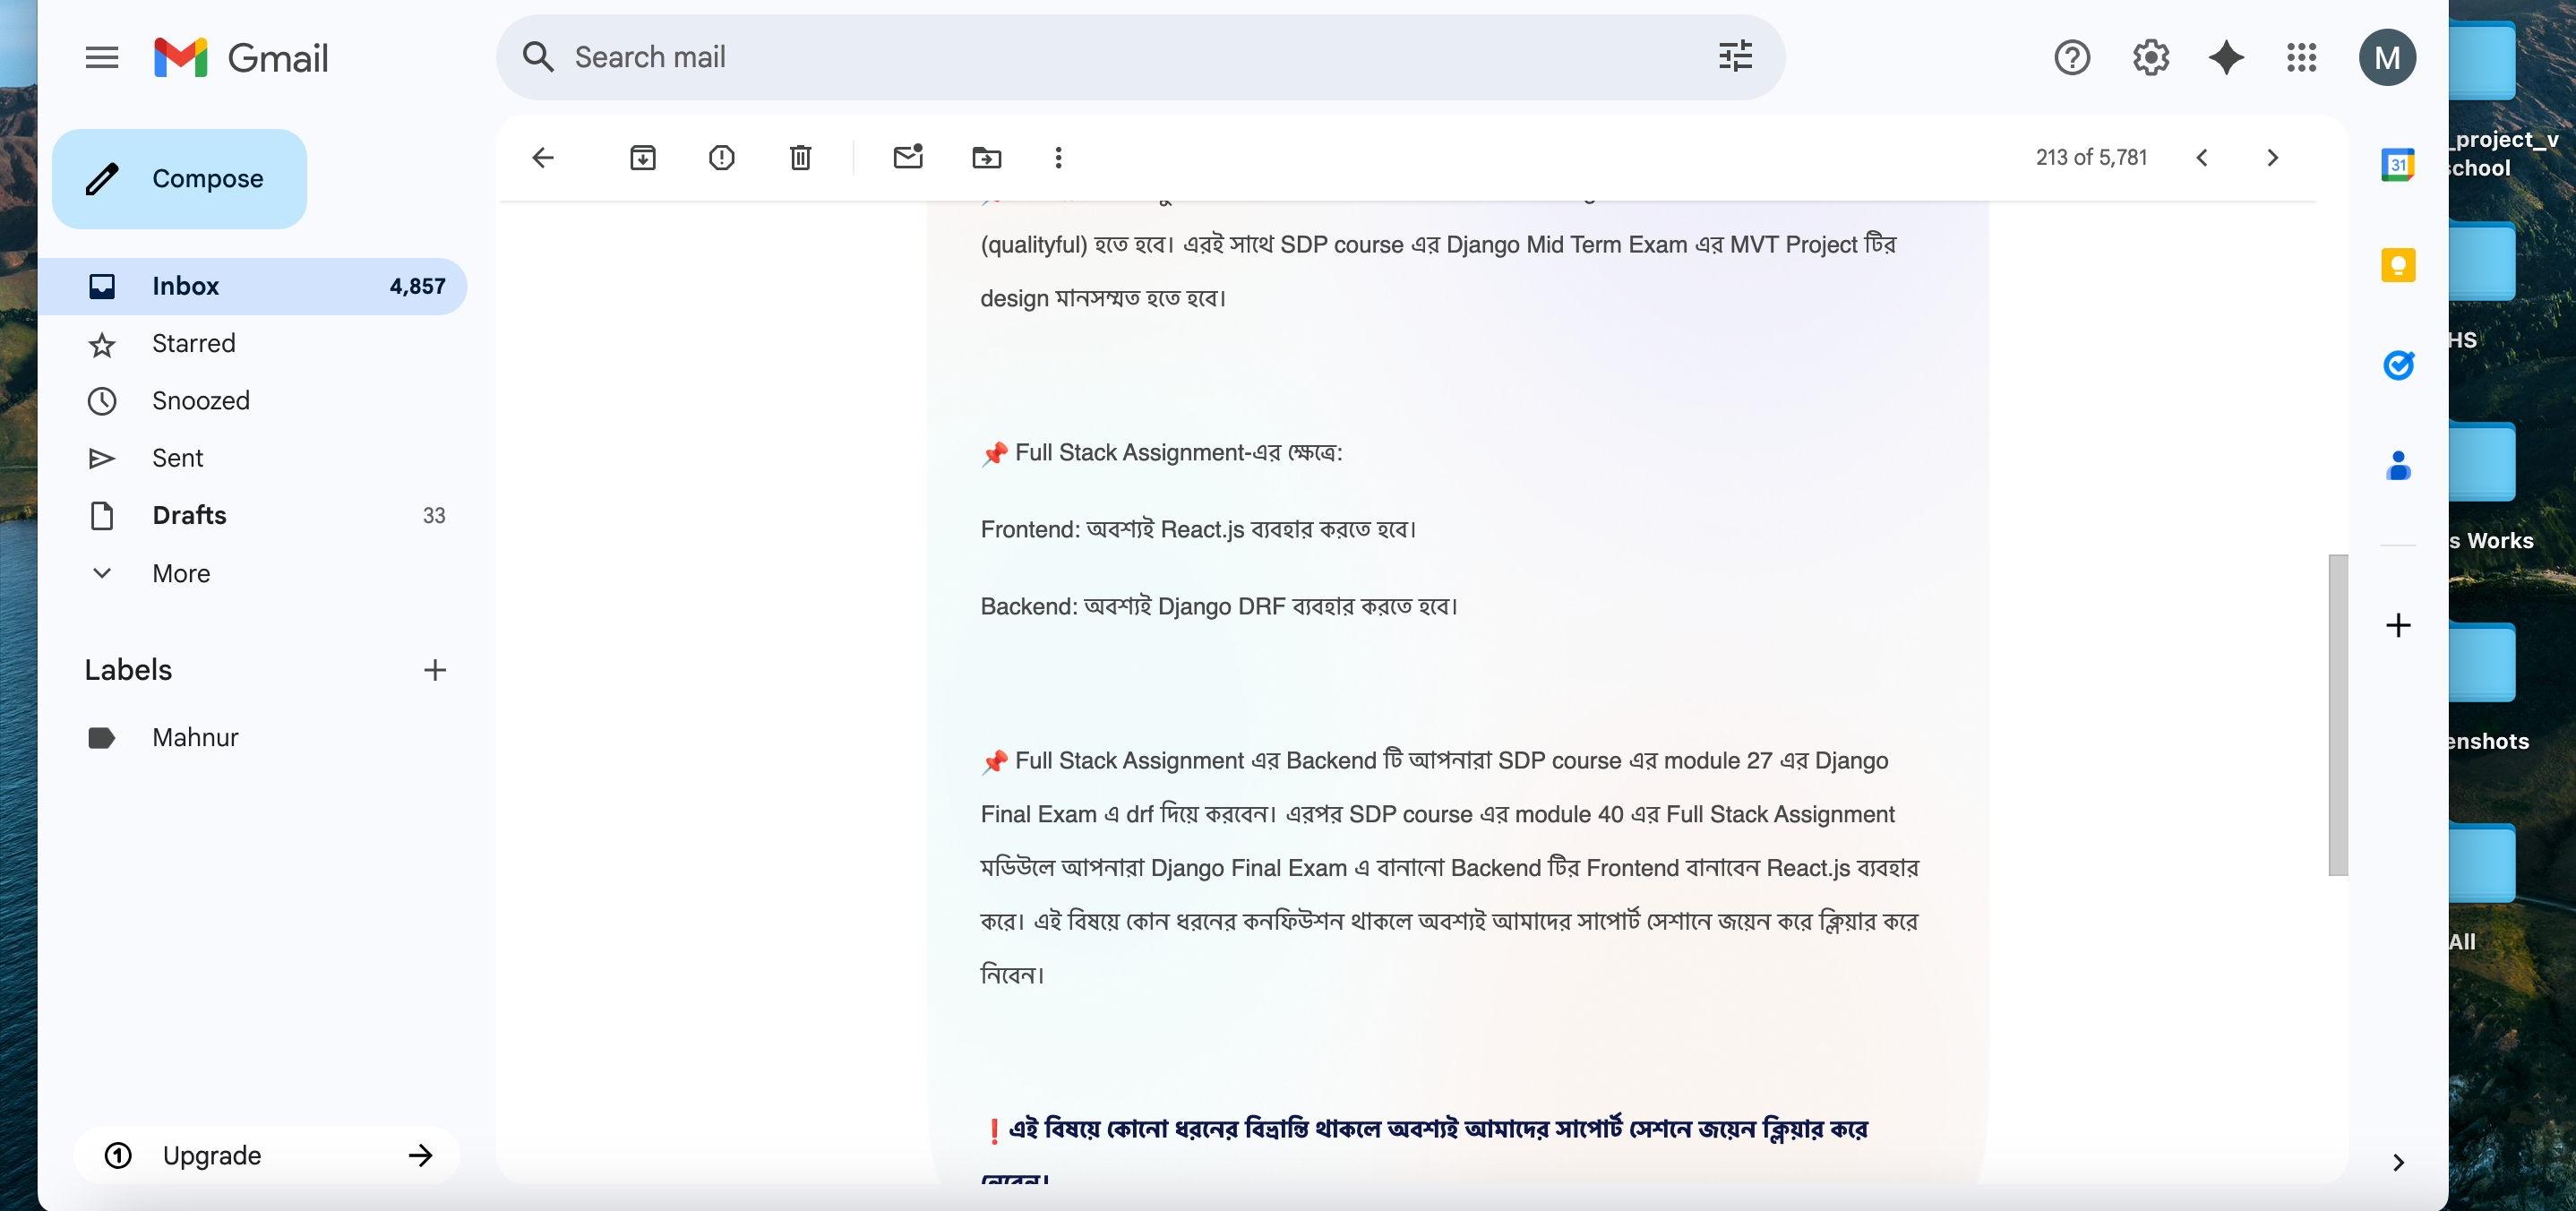 Gmail
Search mail
M
Compose
213 of 5,781
31
Inbox 4,857
Starred
Snoozed
Sent
Drafts 33
More
Labels
Mahnur
Upgrade
(qualityful) হতে হবে। এরই সাথে SDP course এর Django Mid Term Exam এর MVT Project টির
design মানসম্মত হতে হবে।
📌 Full Stack Assignment-এর ক্ষেত্রে:
Frontend: অবশ্যই React.js ব্যবহার করতে হবে।
Backend: অবশ্যই Django DRF ব্যবহার করতে হবে।
📌 Full Stack Assignment এর Backend টি আপনারা SDP course এর module 27 এর Django
Final Exam এ drf দিয়ে করবেন। এরপর SDP course এর module 40 এর Full Stack Assignment
মডিউলে আপনারা Django Final Exam এ বানানো Backend টির Frontend বানাবেন React.js ব্যবহার
করে। এই বিষয়ে কোন ধরনের কনফিউশন থাকলে অবশ্যই আমাদের সাপোর্ট সেশানে জয়েন করে ক্লিয়ার করে
নিবেন।
❗এই বিষয়ে কোনো ধরনের বিভ্রান্তি থাকলে অবশ্যই আমাদের সাপোর্ট সেশনে জয়েন ক্লিয়ার করে
নেবেন।
_project_v
chool
HS
s Works
enshots
All